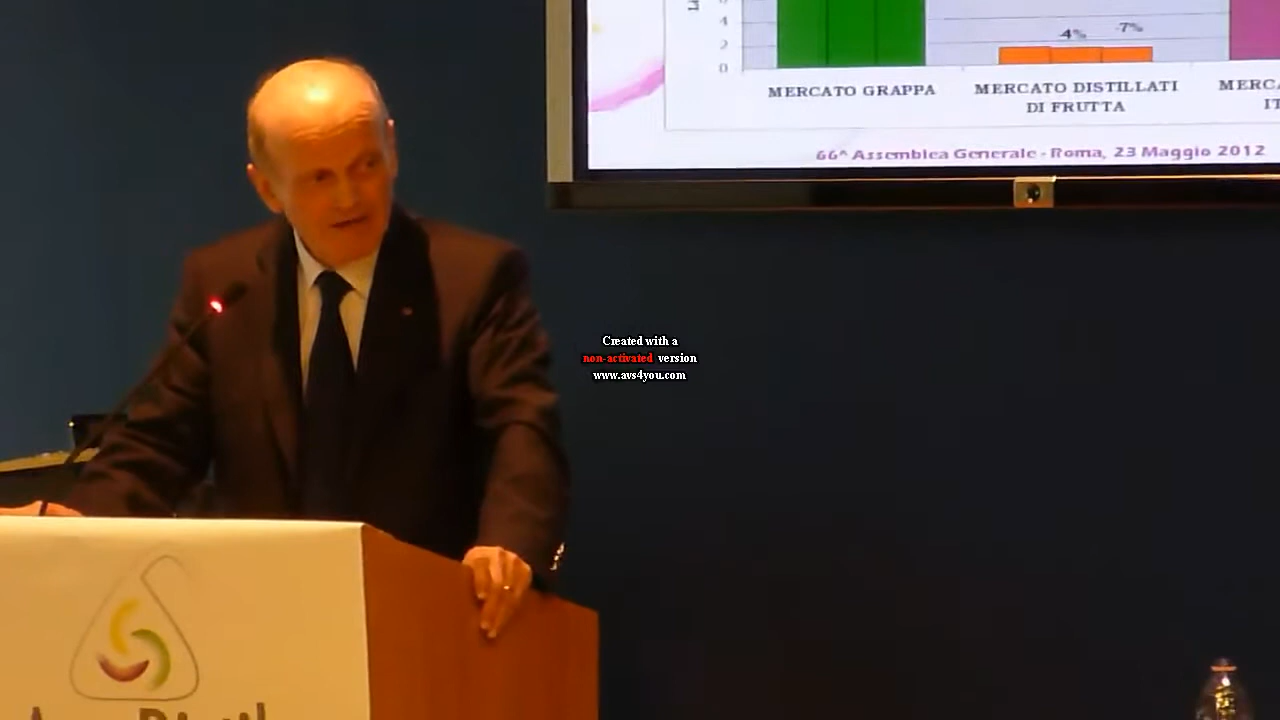 4
2
0
-4%
-7%
MERCATO GRAPPA
MERCATO DISTILLATI
DI FRUTTA
66^ Assemblea Generale - Roma, 23 Maggio 2012
Created with a
non-activated version
www.avs4you.com